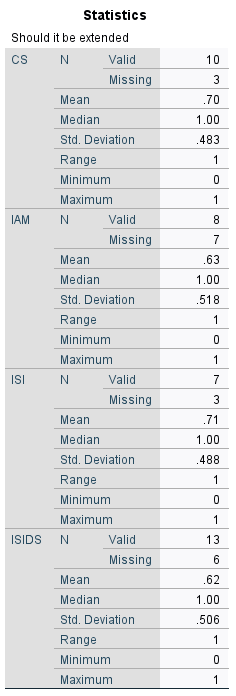 Statistics
Should it be extended
CS N Valid 10
Missing 3
Mean .70
Median 1.00
Std. Deviation .483
Range 1
Minimum 0
Maximum 1
IAM N Valid 8
Missing 7
Mean .63
Median 1.00
Std. Deviation .518
Range 1
Minimum 0
Maximum 1
ISI N Valid 7
Missing 3
Mean .71
Median 1.00
Std. Deviation .488
Range 1
Minimum 0
Maximum 1
ISIDS N Valid 13
Missing 6
Mean .62
Median 1.00
Std. Deviation .506
Range 1
Minimum 0
Maximum 1